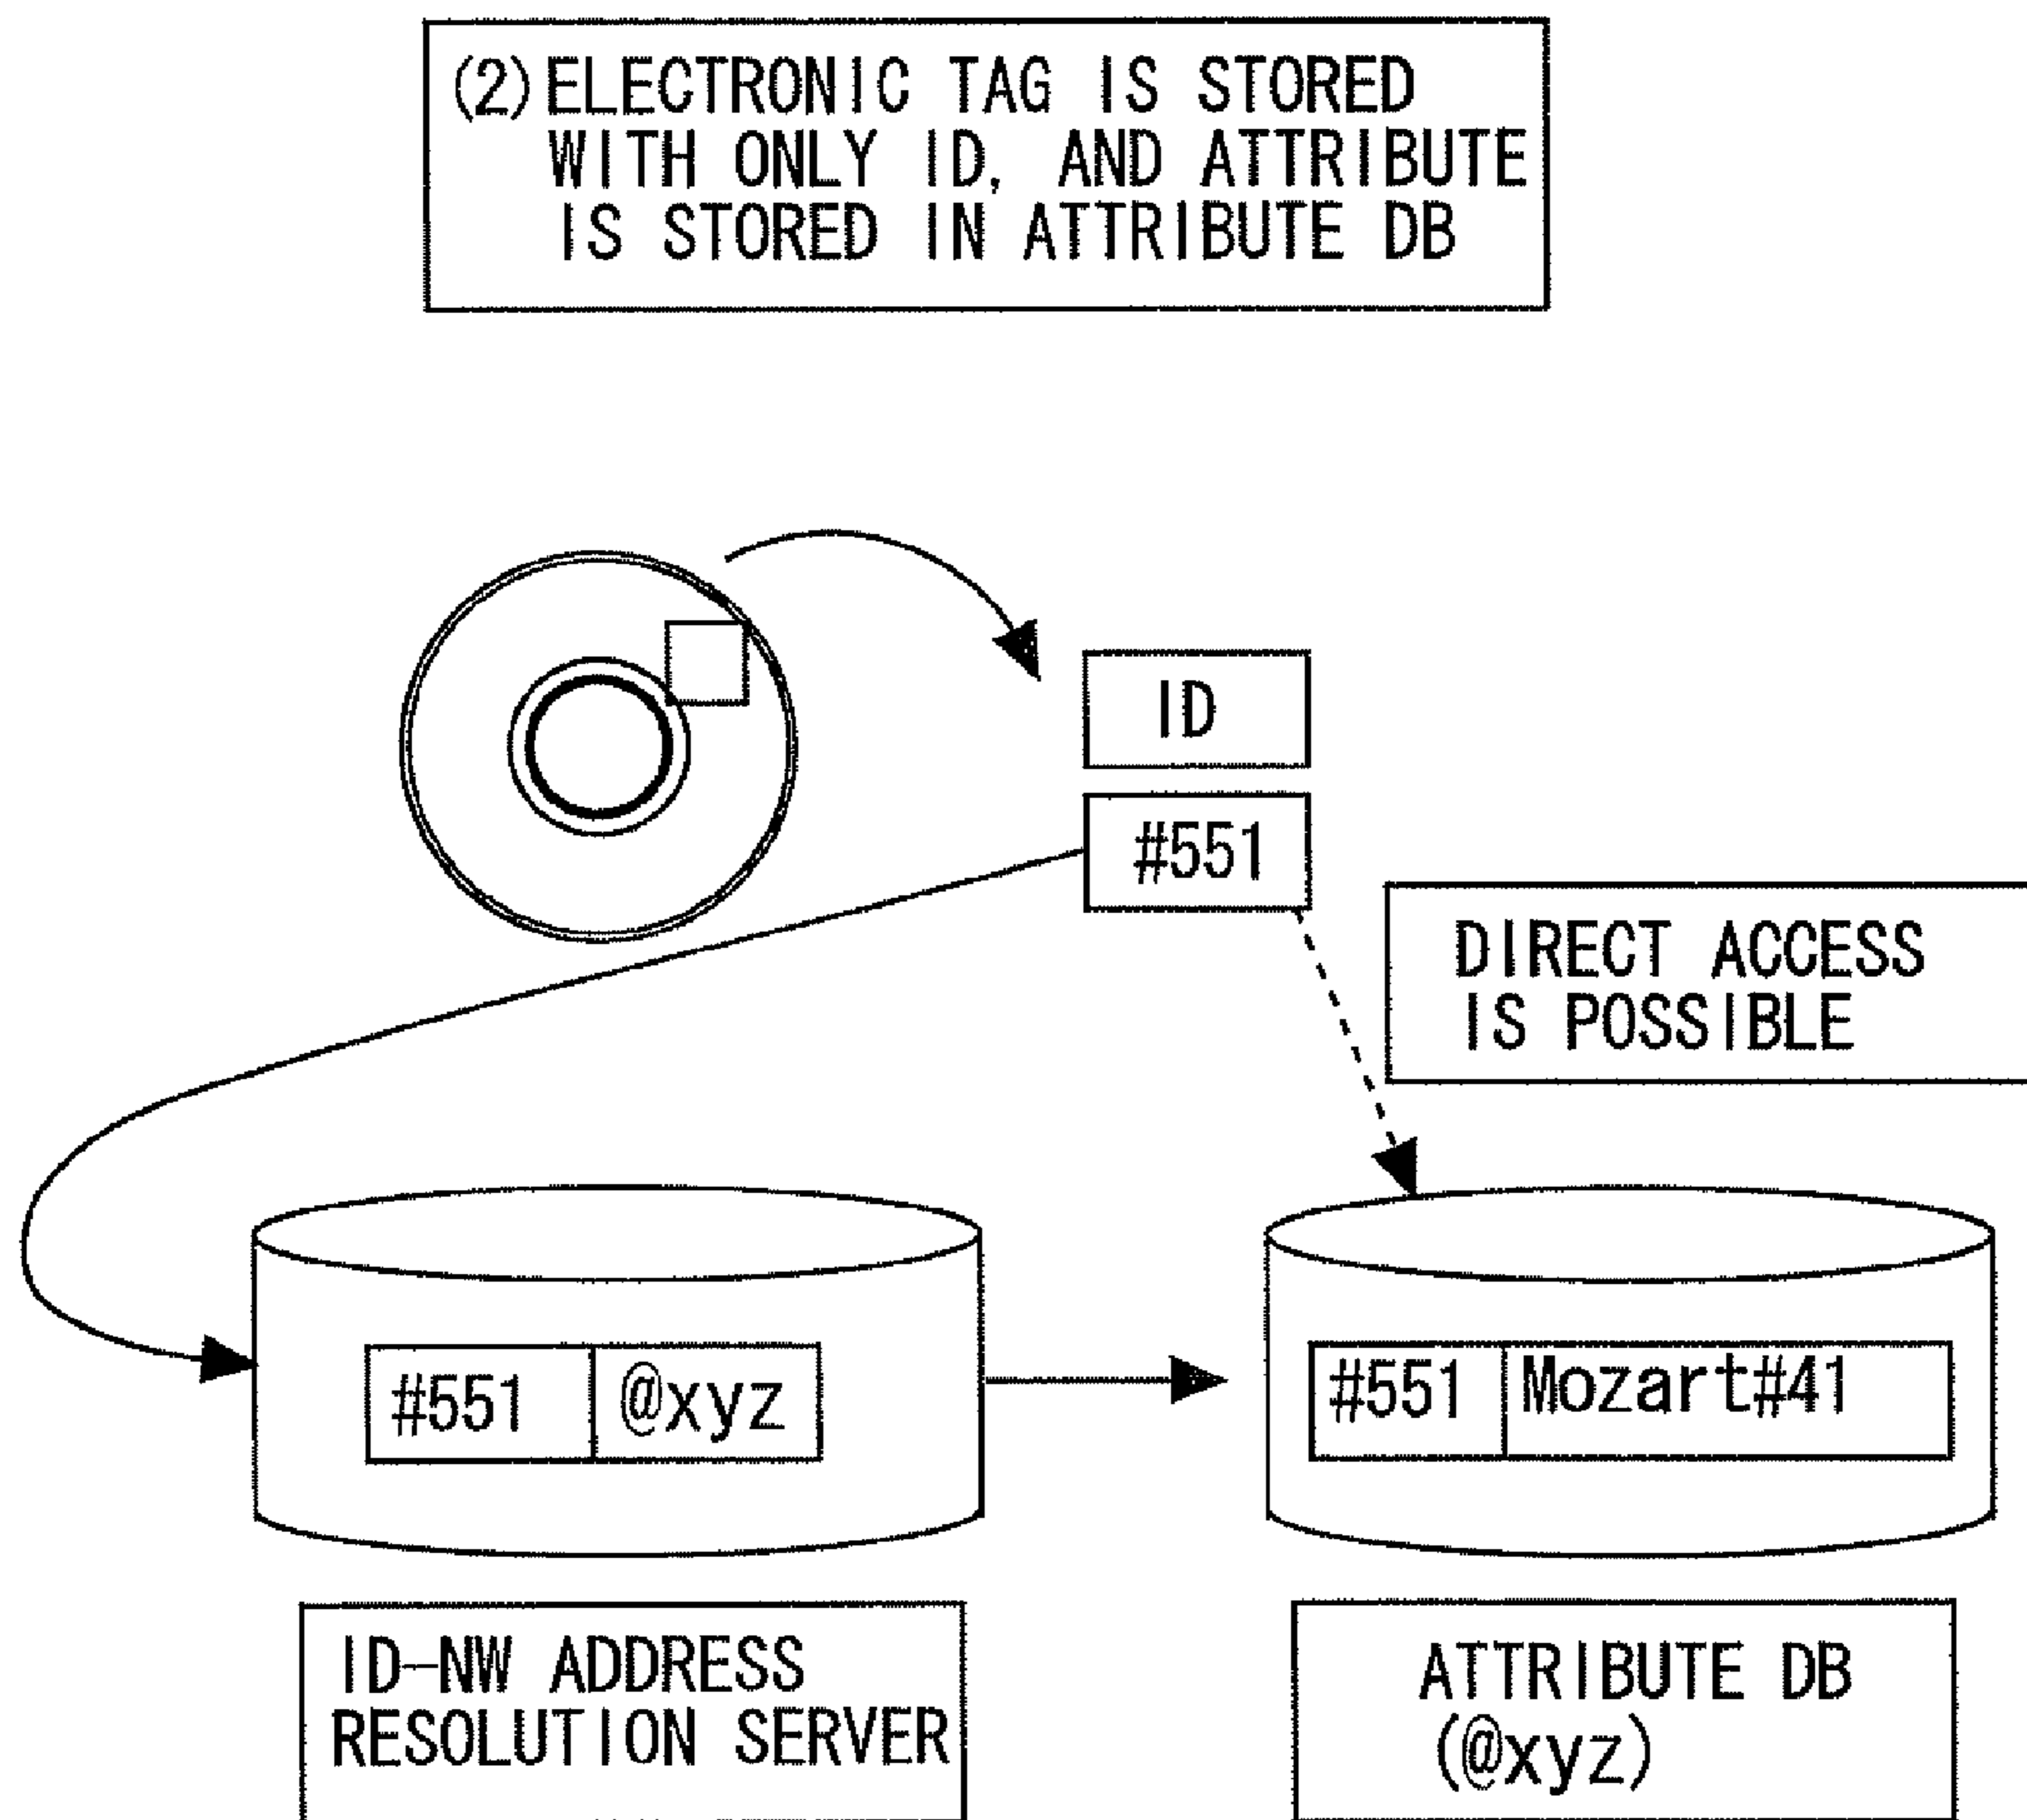 (2) ELECTRONIC TAG IS STORED
WITH ONLY ID, AND ATTRIBUTE
IS STORED IN ATTRIBUTE DB
ID
#551
DIRECT ACCESS
IS POSSIBLE
#551 @xyz
#551 Mozart#41
ID-NW ADDRESS
RESOLUTION SERVER
ATTRIBUTE DB
(@xyz)